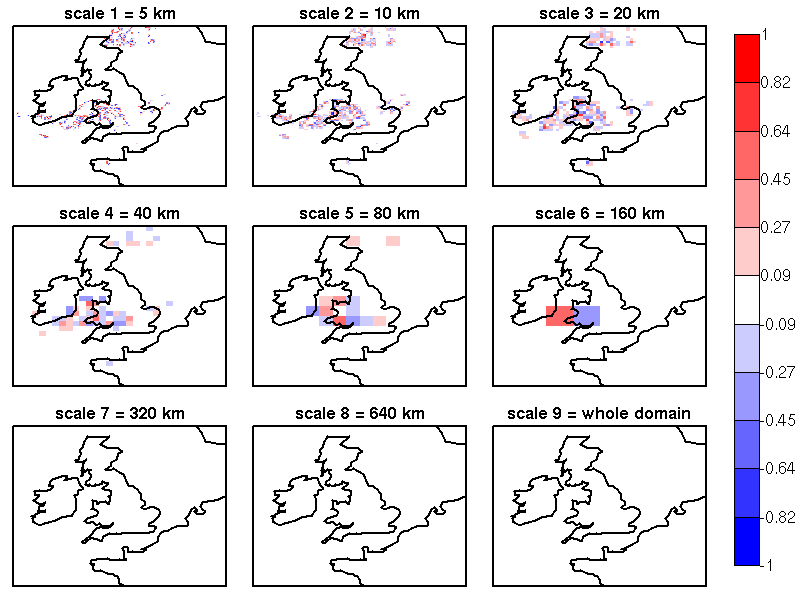 scale 1 = 5 km
scale 2 = 10 km
scale 3 = 20 km
scale 4 = 40 km
scale 5 = 80 km
scale 6 = 160 km
scale 7 = 320 km
scale 8 = 640 km
scale 9 = whole domain
1
0.82
0.64
0.45
0.27
0.09
-0.09
-0.27
-0.45
-0.64
-0.82
-1